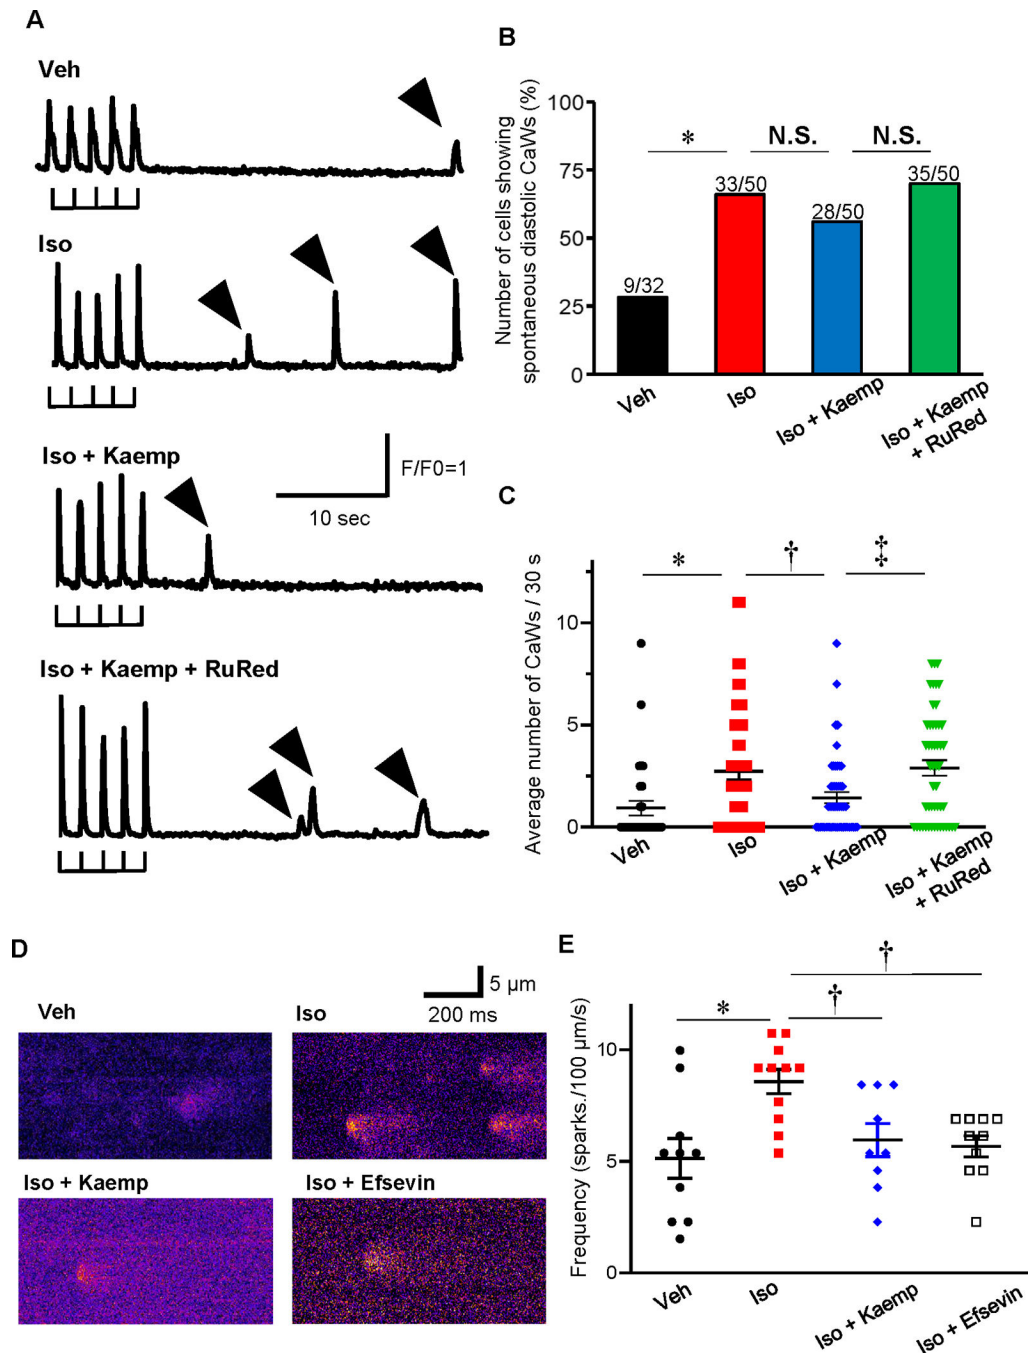 A
Veh
Iso
Iso + Kaemp
F/F0=1
10 sec
Iso + Kaemp + RuRed
B
Number of cells showing
spontaneous diastolic CaWs (%)
100
75
50
25
0
*
N.S.
N.S.
9/32
33/50
28/50
35/50
Veh
Iso
Iso + Kaemp
Iso + Kaemp
+ RuRed
C
Average number of CaWs / 30 s
10
5
0
*
†
‡
Veh
Iso
Iso + Kaemp
Iso + Kaemp
+ RuRed
D
5 µm
200 ms
Veh
Iso
Iso + Kaemp
Iso + Efsevin
E
Frequency (sparks./100 µm/s)
10
5
0
*
†
†
Veh
Iso
Iso + Kaemp
Iso + Efsevin